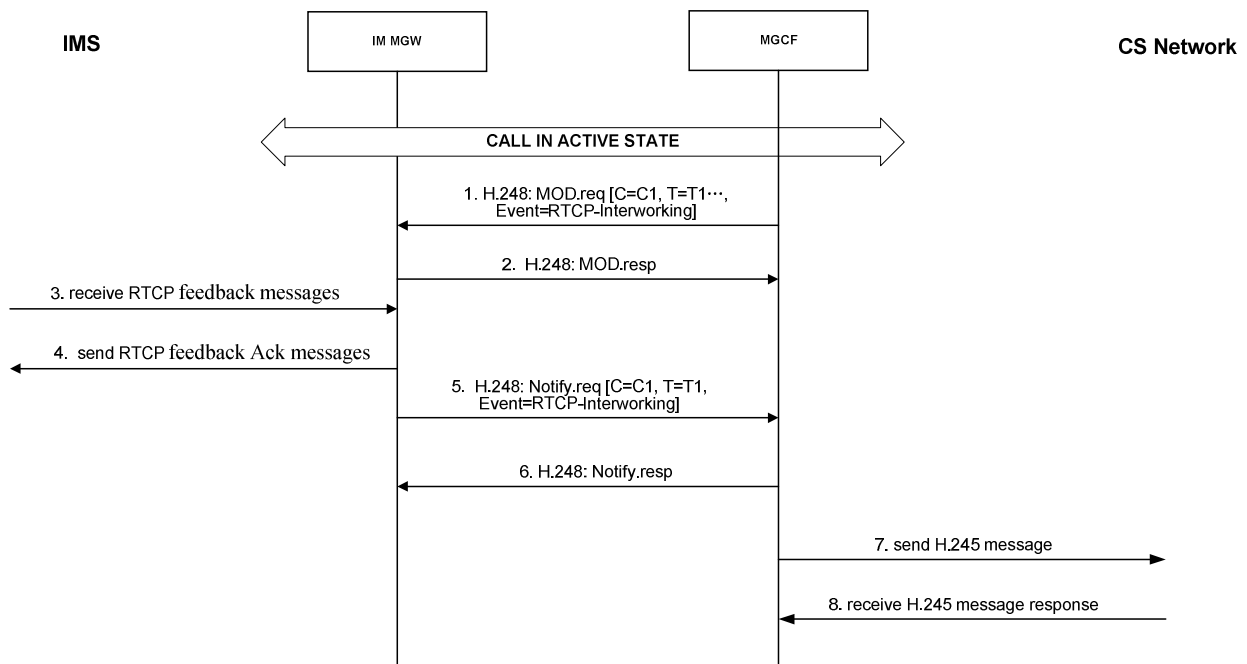 IMS
IM MGW
MGCF
CS Network
CALL IN ACTIVE STATE
1. H.248: MOD.req [C=C1, T=T1…,
Event=RTCP-Interworking]
2. H.248: MOD.resp
3. receive RTCP feedback messages
4. send RTCP feedback Ack messages
5. H.248: Notify.req [C=C1, T=T1,
Event=RTCP-Interworking]
6. H.248: Notify.resp
7. send H.245 message
8. receive H.245 message response